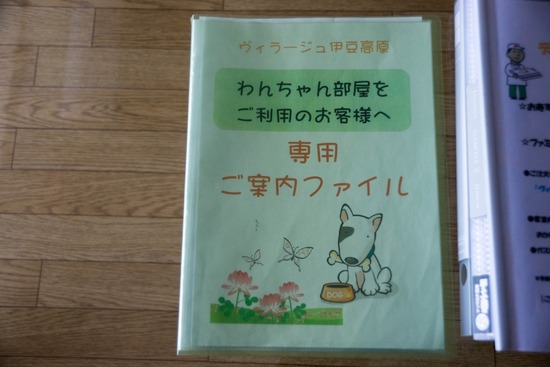 ヴィラージュ伊豆高原
わんちゃん部屋を
ご利用のお客様へ
専用
ご案内ファイル
DOG